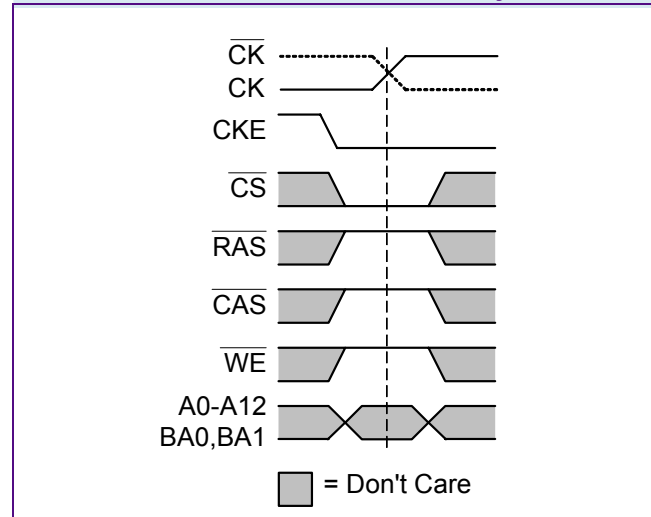 CK
CK
CKE
CS
RAS
CAS
WE
A0-A12
BA0,BA1
= Don't Care